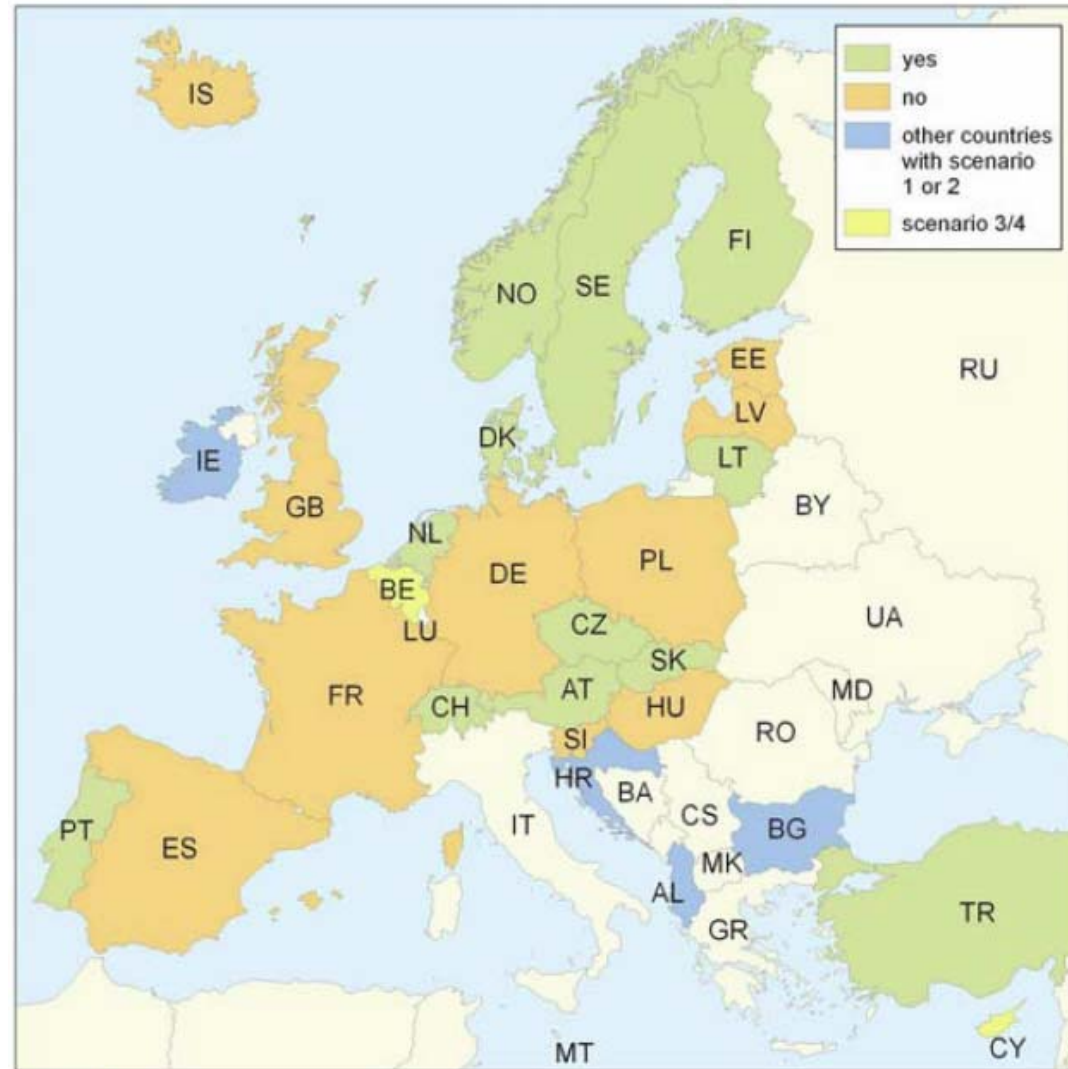 yes
no
other countries
with scenario
1 or 2
scenario 3/4
IS
FI
NO
SE
EE
RU
LV
DK
LT
IE
BY
GB
NL
PL
DE
BE
CZ
UA
LU
SK
FR
AT
MD
CH
HU
RO
SI
HR
BA
IT
CS
BG
PT
ES
MK
AL
TR
GR
CY
MT